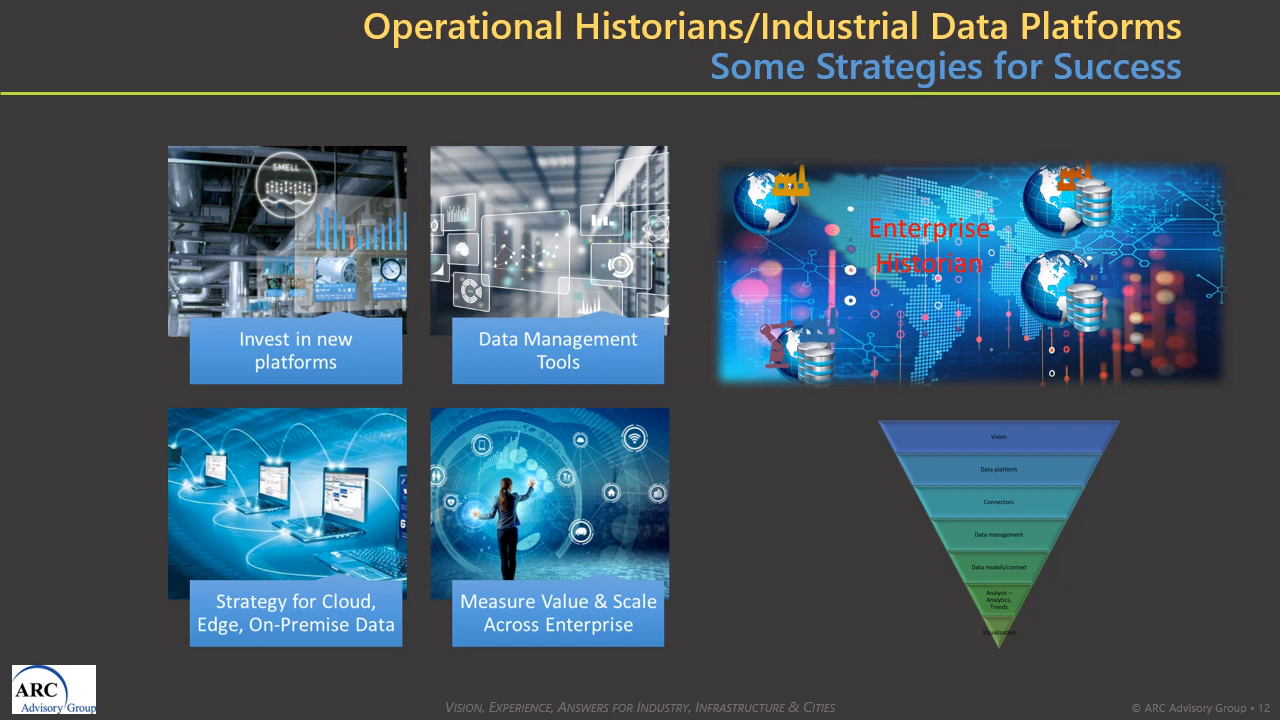 Operational Historians/Industrial Data Platforms
Some Strategies for Success
SMELL
Invest in new
platforms
Data Management
Tools
Enterprise
Historian
Strategy for Cloud,
Edge, On-Premise Data
Measure Value & Scale
Across Enterprise
Vision
Data platform
Connectors
Data management
Data models/context
Analysis –
Analytics,
Trends
Visualization
ARC
Advisory Group
Vision, Experience, Answers for Industry, Infrastructure & Cities
© ARC Advisory Group • 12